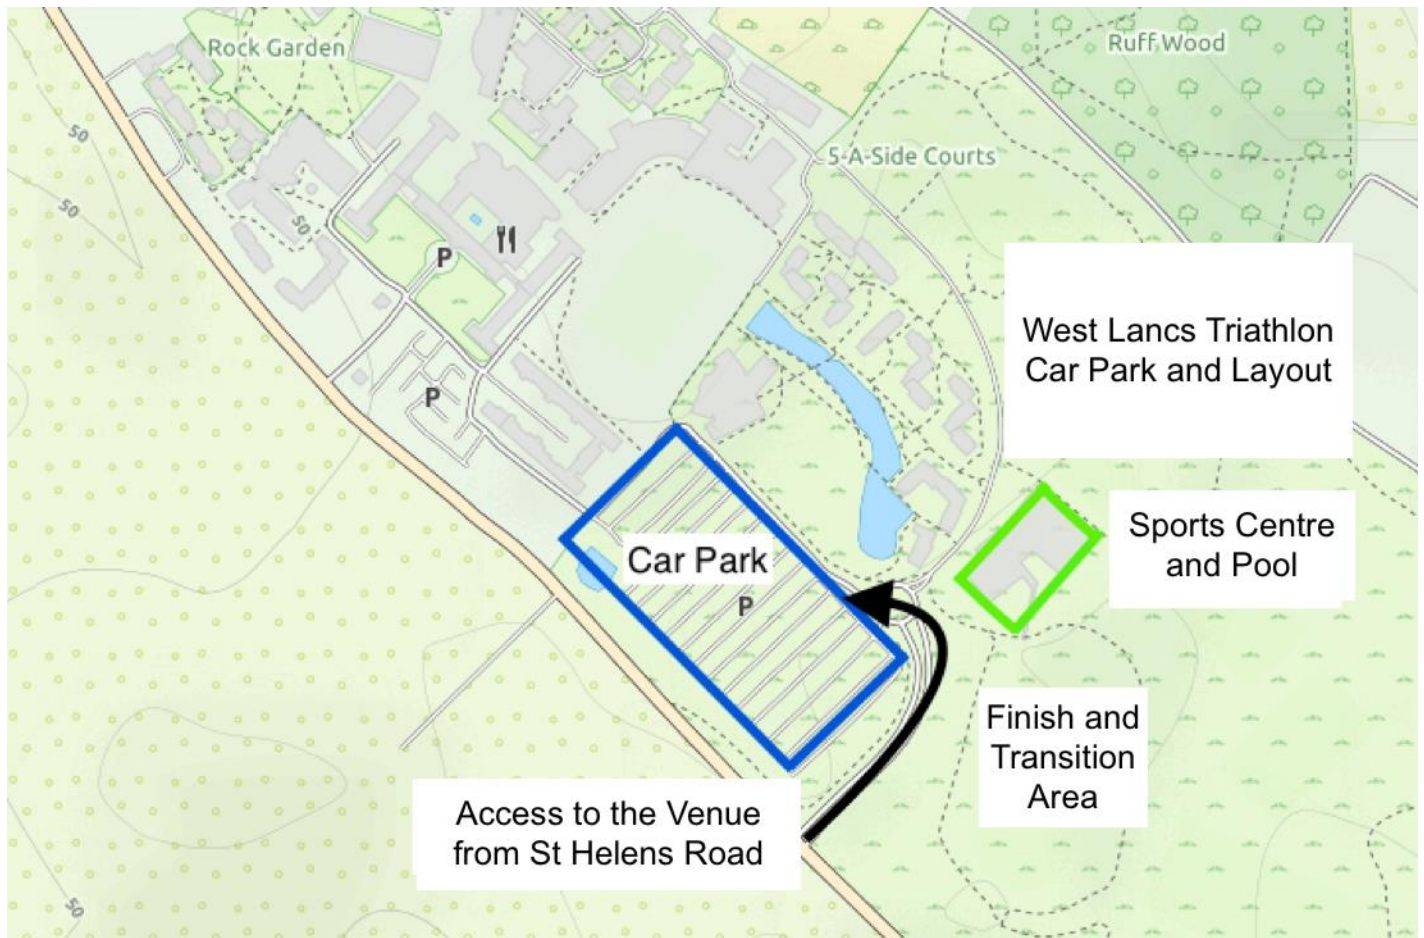 Rock Garden
Ruff Wood
50
5-A-Side Courts
50
50
P
West Lancs Triathlon
Car Park and Layout
P
Sports Centre
and Pool
Car Park
P
Finish and
Transition
Area
Access to the Venue
from St Helens Road
50